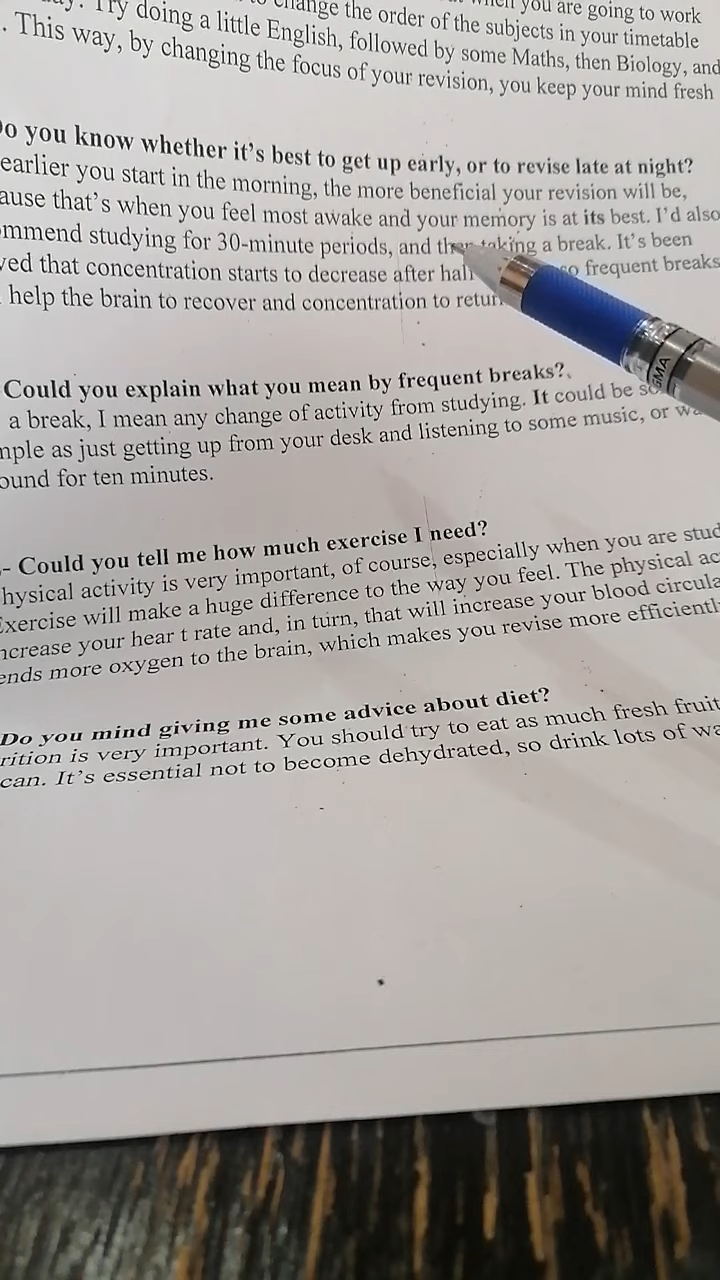 change the order of the subjects in your timetable
Try doing a little English, followed by some Maths, then Biology, and
. This way, by changing the focus of your revision, you keep your mind fresh
you are going to work
Do you know whether it's best to get up early, or to revise late at night?
earlier you start in the morning, the more beneficial your revision will be,
ause that's when you feel most awake and your memory is at its best. I'd also
mmend studying for 30-minute periods, and then taking a break. It's been
ved that concentration starts to decrease after hal so frequent breaks
help the brain to recover and concentration to retur
Could you explain what you mean by frequent breaks?
a break, I mean any change of activity from studying. It could be so
mple as just getting up from your desk and listening to some music, or wa
ound for ten minutes.
- Could you tell me how much exercise I need?
hysical activity is very important, of course, especially when you are stud
Exercise will make a huge difference to the way you feel. The physical ac
ncrease your hear t rate and, in turn, that will increase your blood circula
ends more oxygen to the brain, which makes you revise more efficientl
Do you mind giving me some advice about diet?
rition is very important. You should try to eat as much fresh fruit
can. It's essential not to become dehydrated, so drink lots of wa